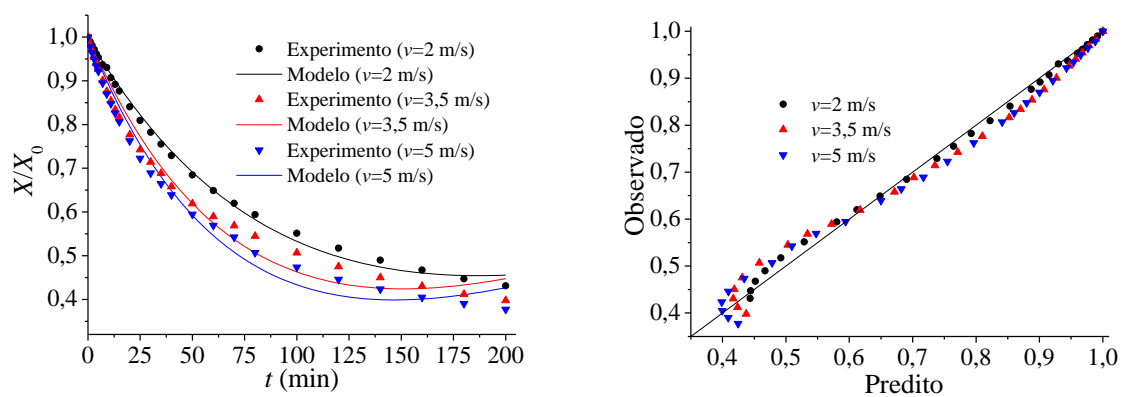 1,0
0,9
0,8
0,7
0,6
0,5
0,4
X/X0
Experimento (v=2 m/s)
Modelo (v=2 m/s)
Experimento (v=3,5 m/s)
Modelo (v=3,5 m/s)
Experimento (v=5 m/s)
Modelo (v=5 m/s)
0 25 50 75 100 125 150 175 200
t (min)
1,0
0,9
0,8
0,7
0,6
0,5
0,4
Observado
v=2 m/s
v=3,5 m/s
v=5 m/s
0,4 0,5 0,6 0,7 0,8 0,9 1,0
Predito